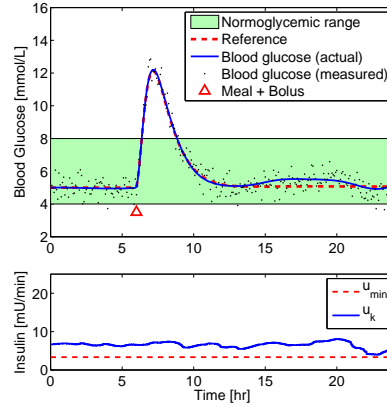 Normoglycemic range
Reference
Blood glucose (actual)
Blood glucose (measured)
Meal + Bolus
Blood Glucose [mmol/L]
16
14
12
10
8
6
4
2
0 5 10 15 20
u_min
u_k
Insulin [mU/min]
20
10
0
0 5 10 15 20
Time [hr]